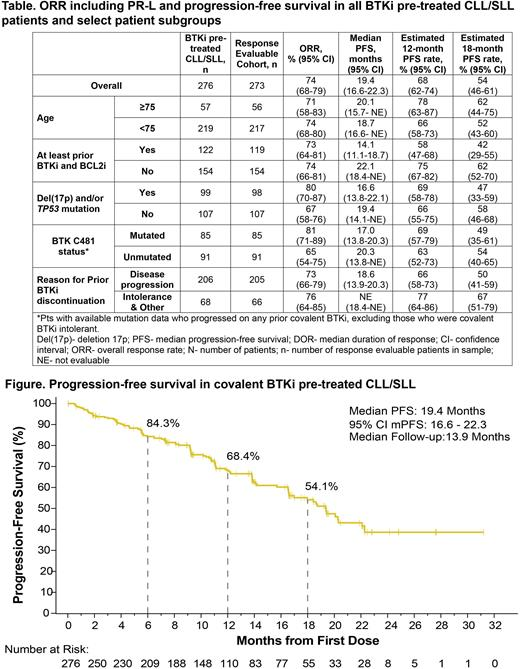 Table. ORR including PR-L and progression-free survival in all BTKi pre-treated CLL/SLL
patients and select patient subgroups
BTKi pre-treated CLL/SLL, n | Response Evaluable Cohort, n | ORR, % (95% CI) | Median PFS, months (95% CI) | Estimated 12-month PFS rate, % (95% CI) | Estimated 18-month PFS rate, % (95% CI)
Overall | 276 | 273 | 74 (68-79) | 19.4 (16.6-22.3) | 68 (62-74) | 54 (46-61)
Age | ≥75 | 57 | 56 | 71 (58-83) | 20.1 (15.7- NE) | 78 (63-87) | 62 (44-75)
<75 | 219 | 217 | 74 (68-80) | 18.7 (16.6- NE) | 66 (58-73) | 52 (43-60)
At least prior BTKi and BCL2i | Yes | 122 | 119 | 73 (64-81) | 14.1 (11.1-18.7) | 58 (47-68) | 42 (29-55)
No | 154 | 154 | 74 (66-81) | 22.1 (18.4-NE) | 75 (67-82) | 62 (52-70)
Del(17p) and/or TP53 mutation | Yes | 99 | 98 | 80 (70-87) | 16.6 (13.8-22.1) | 69 (58-78) | 47 (33-59)
No | 107 | 107 | 67 (58-76) | 19.4 (14.1-NE) | 66 (55-75) | 58 (46-68)
BTK C481 status* | Mutated | 85 | 85 | 81 (71-89) | 17.0 (13.8-20.3) | 69 (57-79) | 49 (35-61)
Unmutated | 91 | 91 | 65 (54-75) | 20.3 (13.8-NE) | 63 (52-73) | 54 (40-65)
Reason for Prior BTKi discontinuation | Disease progression | 206 | 205 | 73 (66-79) | 18.6 (13.9-20.3) | 66 (58-73) | 50 (41-59)
Intolerance & Other | 68 | 66 | 76 (64-85) | NE (18.4-NE) | 77 (64-86) | 67 (51-79)
*Pts with available mutation data who progressed on any prior covalent BTKi, excluding those who were covalent
BTKi intolerant.
Del(17p)- deletion 17p; PFS- median progression-free survival; DOR- median duration of response; CI- confidence
interval; ORR- overall response rate; N- number of patients; n- number of response evaluable patients in sample;
NE- not evaluable
Figure. Progression-free survival in covalent BTKi pre-treated CLL/SLL
Progression-Free Survival (%)
100
90
80
70
60
50
40
30
20
10
0
84.3%
68.4%
54.1%
Median PFS: 19.4 Months
95% CI mPFS: 16.6 - 22.3
Median Follow-up:13.9 Months
0 2 4 6 8 10 12 14 16 18 20 22 24 26 28 30 32
Months from First Dose
Number at Risk:
276 250 230 209 188 148 110 83 77 55 33 28 8 5 1 1 0